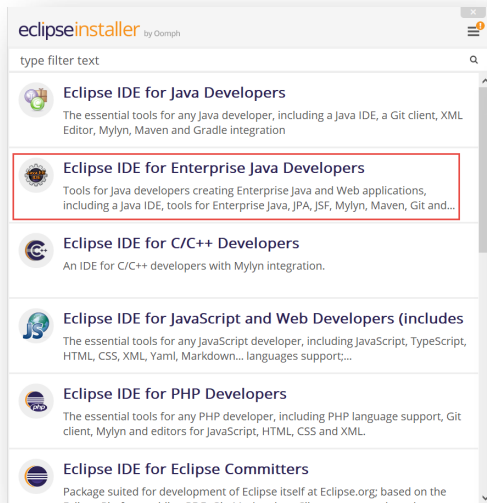 eclipseinstaller by Oomph
type filter text
Eclipse IDE for Java Developers
The essential tools for any Java developer, including a Java IDE, a Git client, XML
Editor, Mylyn, Maven and Gradle integration
Eclipse IDE for Enterprise Java Developers
Tools for Java developers creating Enterprise Java and Web applications,
including a Java IDE, tools for Enterprise Java, JPA, JSF, Mylyn, Maven, Git and...
Eclipse IDE for C/C++ Developers
An IDE for C/C++ developers with Mylyn integration.
Eclipse IDE for JavaScript and Web Developers (includes
The essential tools for any JavaScript developer, including JavaScript, TypeScript,
HTML, CSS, XML, Yaml, Markdown... languages support;...
Eclipse IDE for PHP Developers
The essential tools for any PHP developer, including PHP language support, Git
client, Mylyn and editors for JavaScript, HTML, CSS and XML.
Eclipse IDE for Eclipse Committers
Package suited for development of Eclipse itself at Eclipse.org; based on the